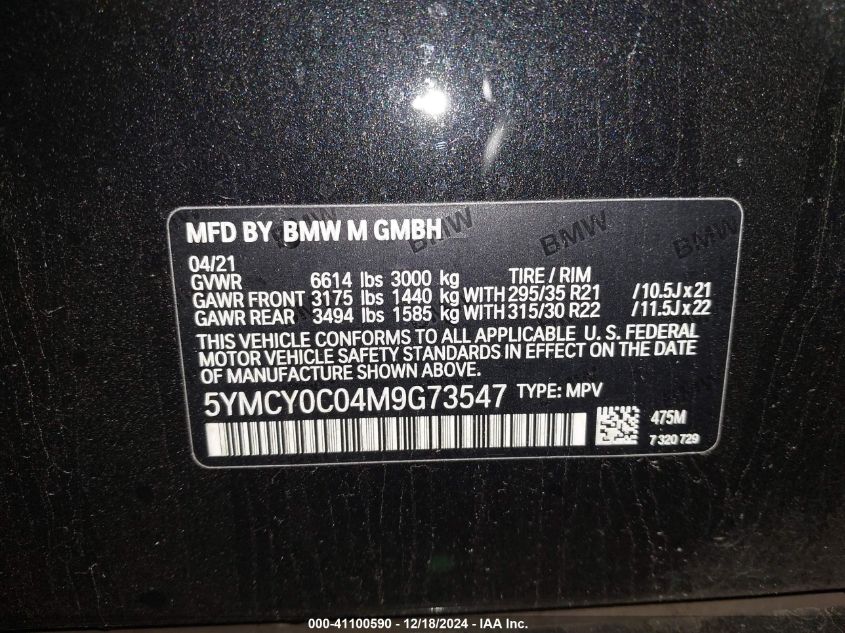 MFD BY BMW M GMBH
BMW BMW BMW
04/21
GVWR 6614 lbs 3000 kg TIRE / RIM
GAWR FRONT 3175 lbs 1440 kg WITH 295/35 R21 /10.5J x 21
GAWR REAR 3494 lbs 1585 kg WITH 315/30 R22 /11.5J x 22
THIS VEHICLE CONFORMS TO ALL APPLICABLE U. S. FEDERAL
MOTOR VEHICLE SAFETY STANDARDS IN EFFECT ON THE DATE
OF MANUFACTURE SHOWN ABOVE.
5YMCY0C04M9G73547 TYPE: MPV
475M
7 320 729
000-41100590 - 12/18/2024 - IAA Inc.